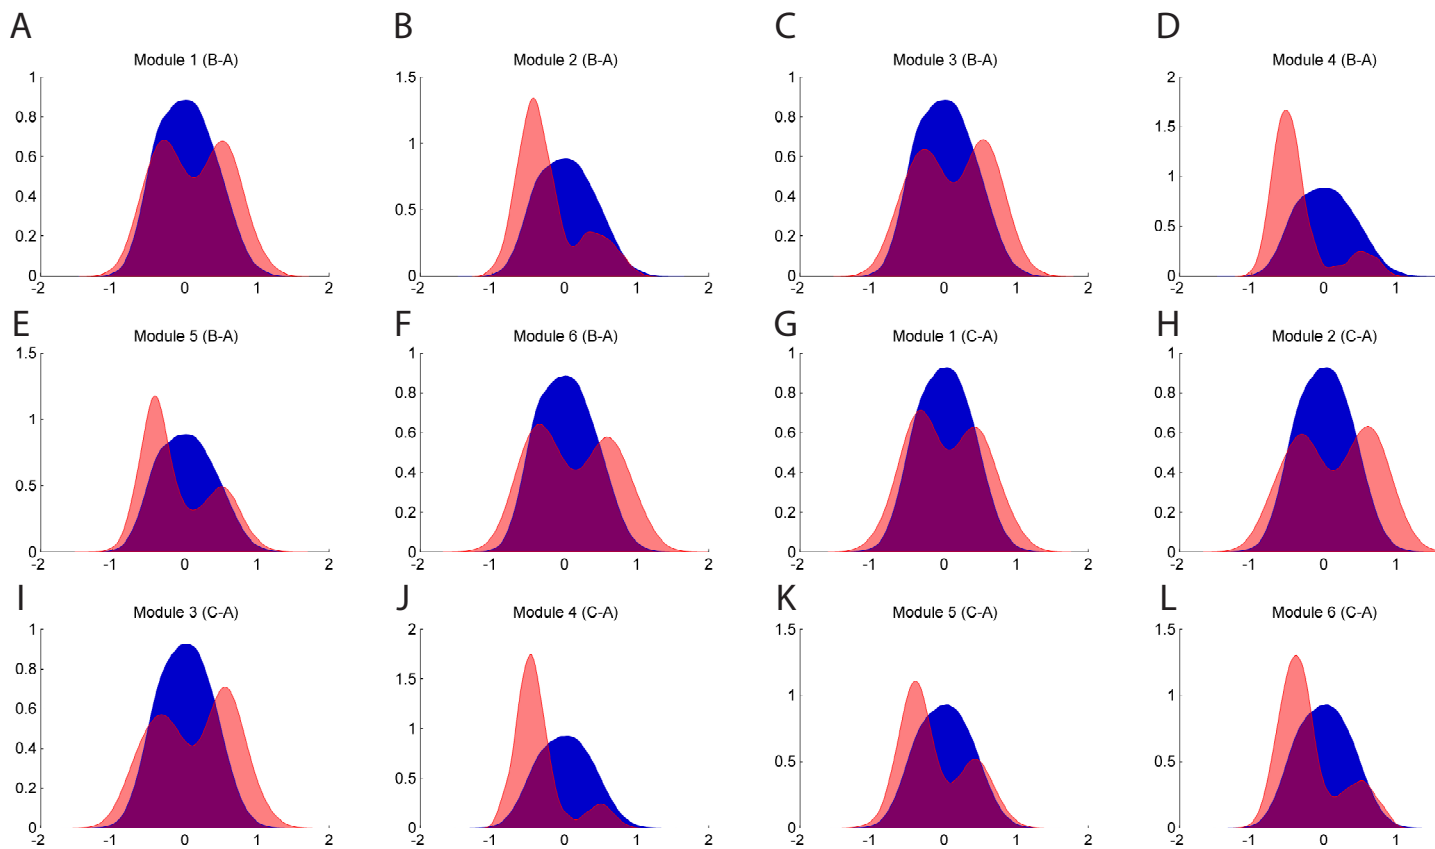 A B C D
Module 1 (B-A) Module 2 (B-A) Module 3 (B-A) Module 4 (B-A)
1 1.5 1 2
0.8 0.8
1 1.5
0.6 0.6
1
0.4 0.5 0.4
0.2 0.2 0.5
0 0 0 0
-2 -1 0 1 2 -2 -1 0 1 2 -2 -1 0 1 2 -2 -1 0 1
E F G H
Module 5 (B-A) Module 6 (B-A) Module 1 (C-A) Module 2 (C-A)
1.5 1 1 1
0.8 0.8 0.8
1
0.6 0.6 0.6
0.5 0.4 0.4 0.4
0.2 0.2 0.2
0 0 0 0
-2 -1 0 1 2 -2 -1 0 1 2 -2 -1 0 1 2 -2 -1 0 1
I J K L
Module 3 (C-A) Module 4 (C-A) Module 5 (C-A) Module 6 (C-A)
1 2 1.5 1.5
0.8
1.5 1 1
0.6
1
0.4 0.5 0.5
0.2 0.5
0 0 0 0
-2 -1 0 1 2 -2 -1 0 1 2 -2 -1 0 1 2 -2 -1 0 1